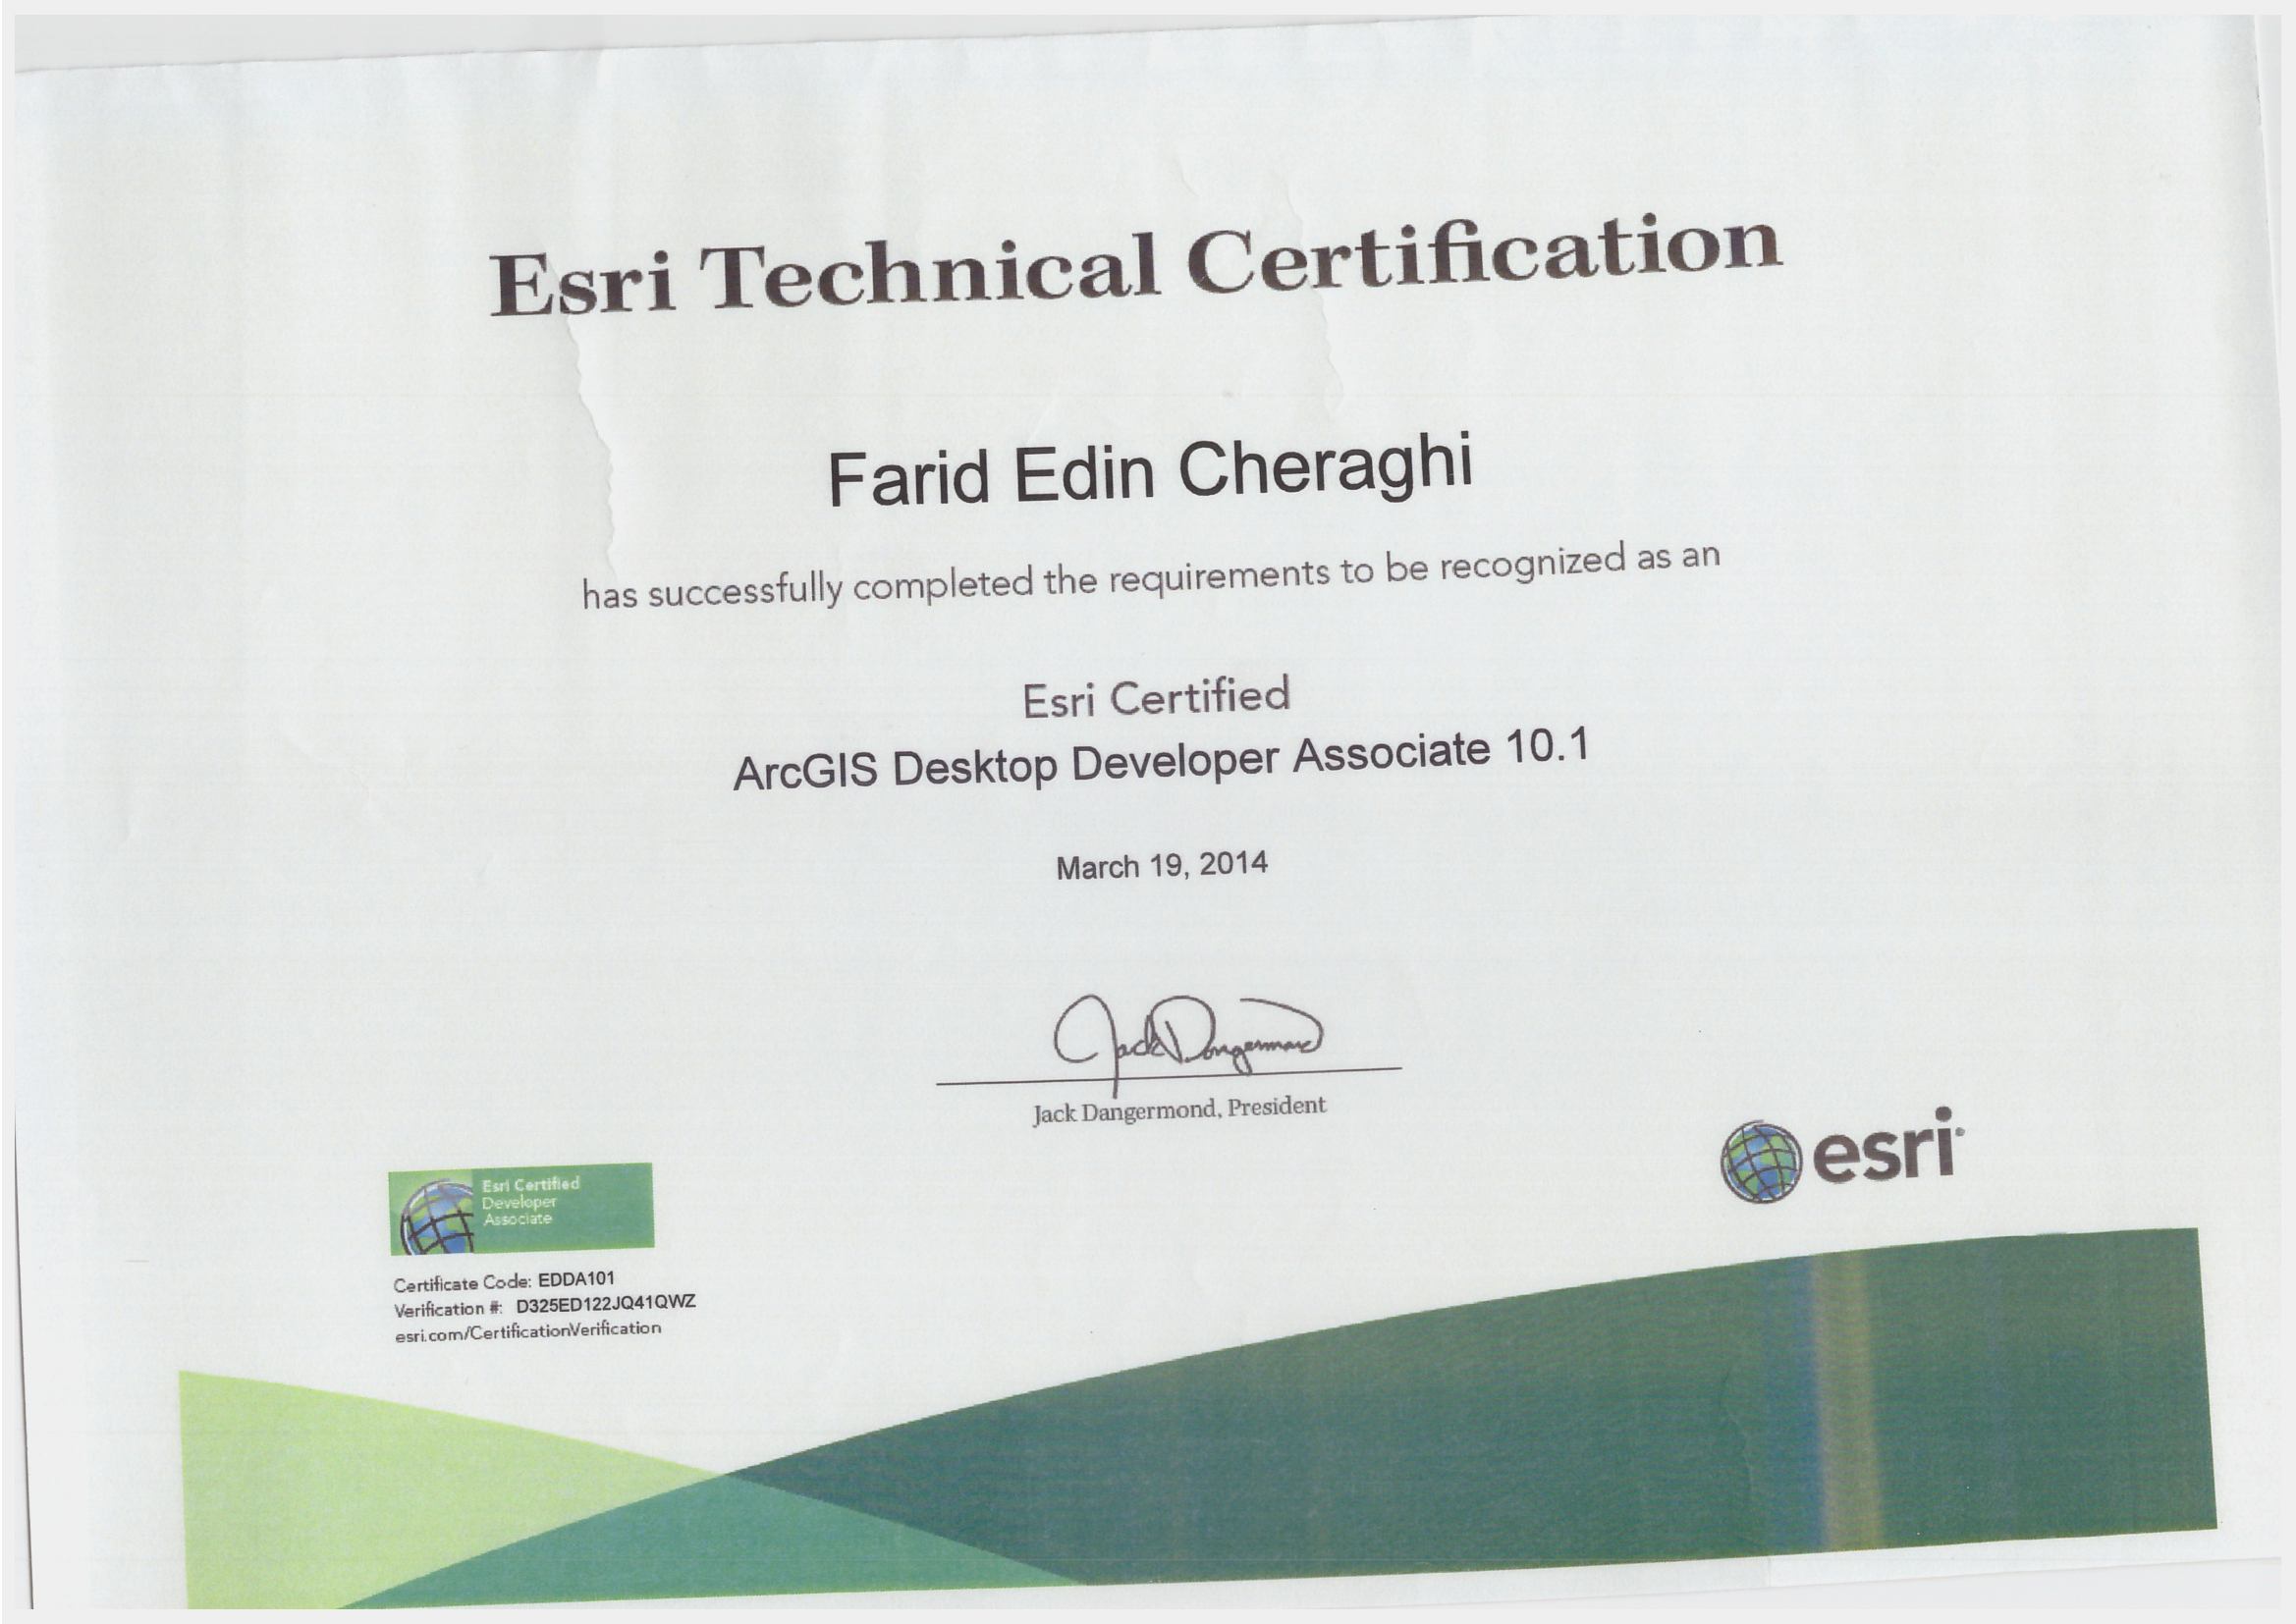 Esri Technical Certification
Farid Edin Cheraghi
has successfully completed the requirements to be recognized as an
Esri Certified
ArcGIS Desktop Developer Associate 10.1
March 19, 2014
Jack Dangermond
Jack Dangermond, President
esri
Esri Certified
Developer
Associate
Certificate Code: EDDA101
Verification #: D325ED122JQ41QWZ
esri.com/CertificationVerification